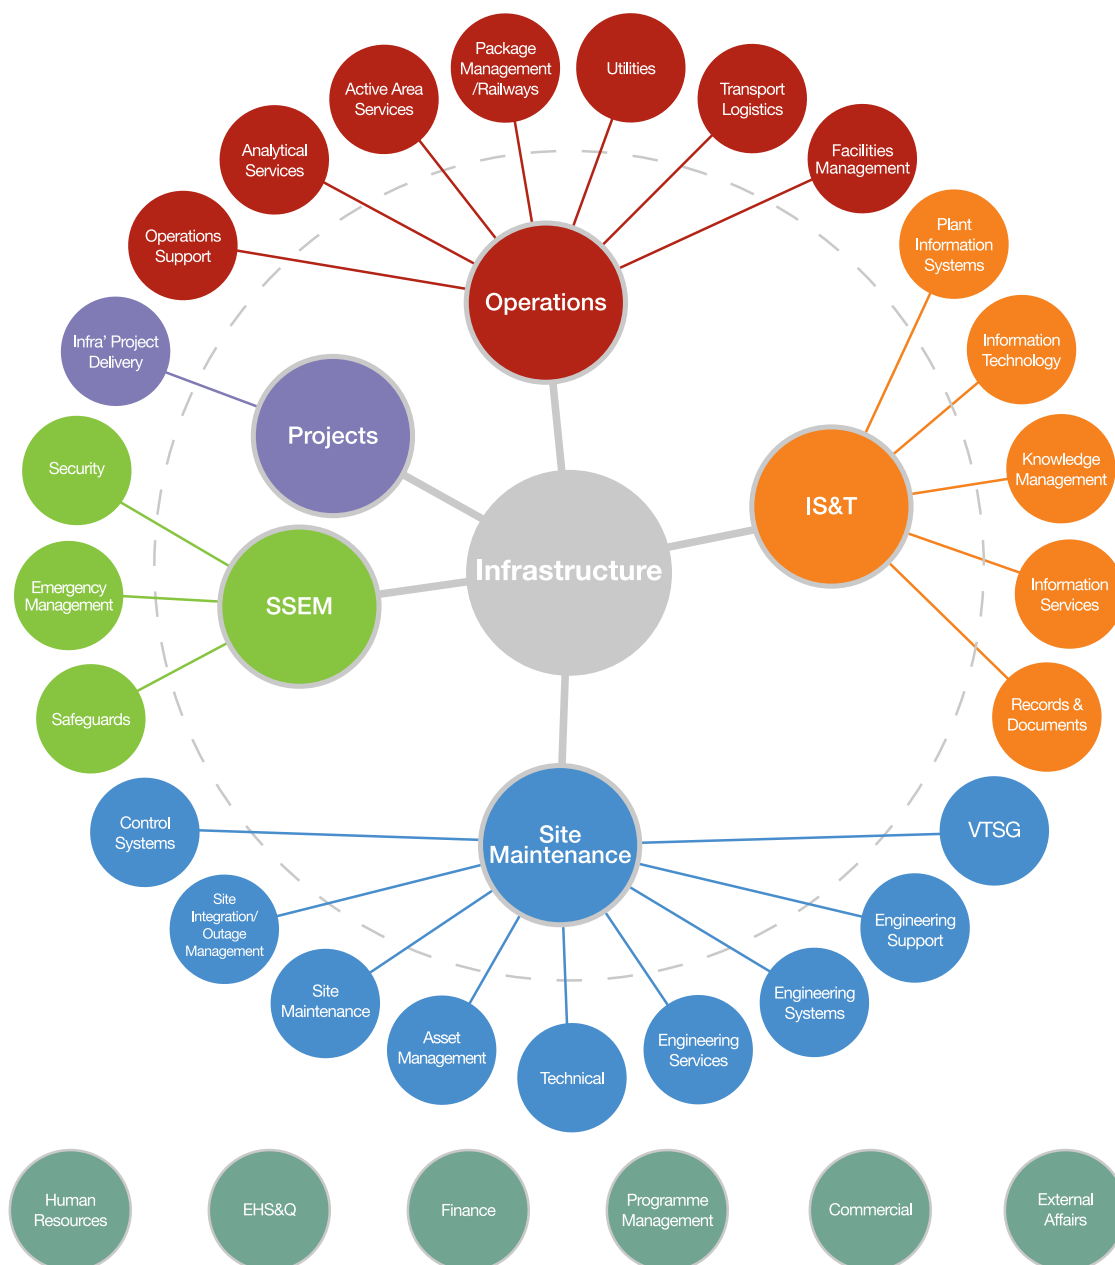 Package
Management
/Railways
Utilities
Active Area
Services
Transport
Logistics
Analytical
Services
Facilities
Management
Operations
Support
Plant
Information
Systems
Operations
Infra' Project
Delivery
Information
Technology
Projects
Security
Knowledge
Management
IS&T
Infrastructure
Emergency
Management
SSEM
Information
Services
Safeguards
Records &
Documents
Control
Systems
Site
Maintenance
VTSG
Site
Integration/
Outage
Management
Engineering
Support
Site
Maintenance
Engineering
Systems
Asset
Management
Engineering
Services
Technical
Human
Resources
EHS&Q
Finance
Programme
Management
Commercial
External
Affairs